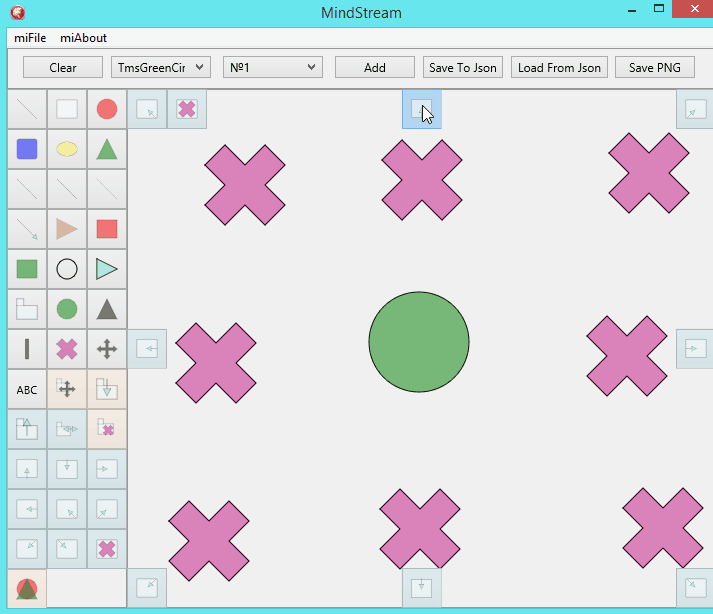 MindStream
miFile miAbout
Clear TmsGreenCir №1 Add Save To Json Load From Json Save PNG
ABC